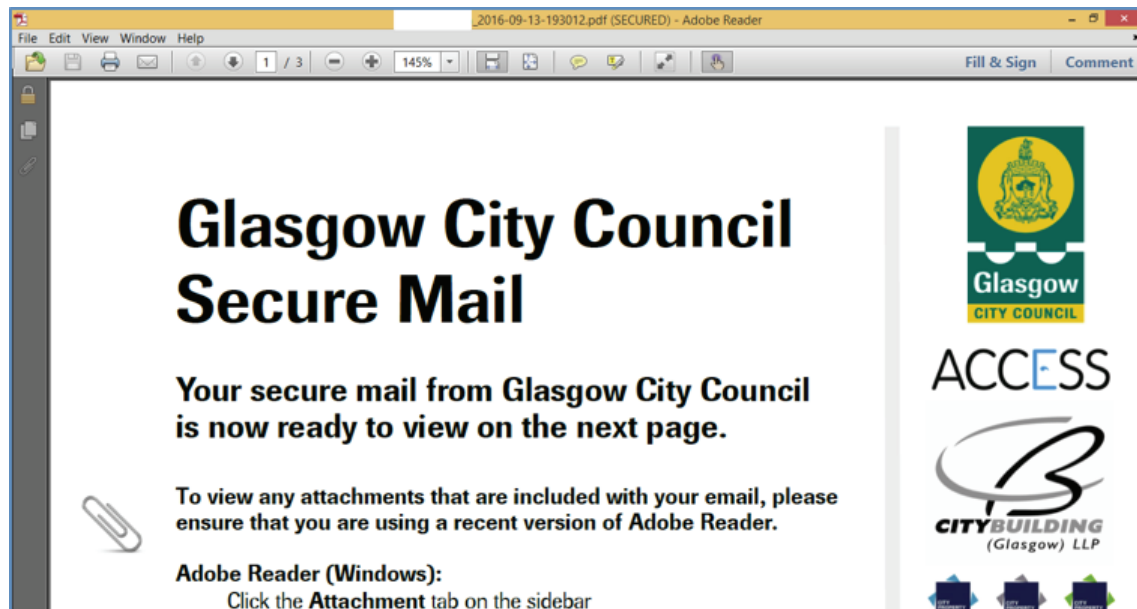 _2016-09-13-193012.pdf (SECURED) - Adobe Reader
File Edit View Window Help
1 / 3 145% Fill & Sign Comment
Glasgow City Council
Secure Mail
Your secure mail from Glasgow City Council
is now ready to view on the next page.
To view any attachments that are included with your email, please
ensure that you are using a recent version of Adobe Reader.
Adobe Reader (Windows):
Click the Attachment tab on the sidebar
Glasgow
CITY COUNCIL
ACCESS
CITYBUILDING
(Glasgow) LLP